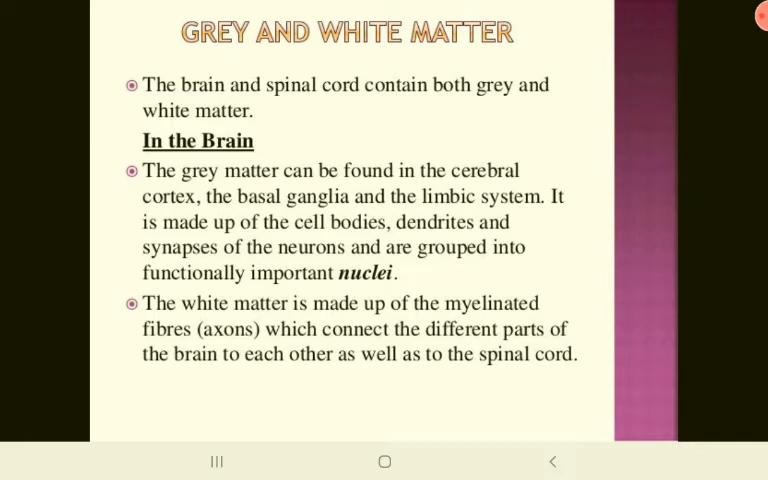 GREY AND WHITE MATTER
The brain and spinal cord contain both grey and
white matter.
In the Brain
The grey matter can be found in the cerebral
cortex, the basal ganglia and the limbic system. It
is made up of the cell bodies, dendrites and
synapses of the neurons and are grouped into
functionally important nuclei.
The white matter is made up of the myelinated
fibres (axons) which connect the different parts of
the brain to each other as well as to the spinal cord.